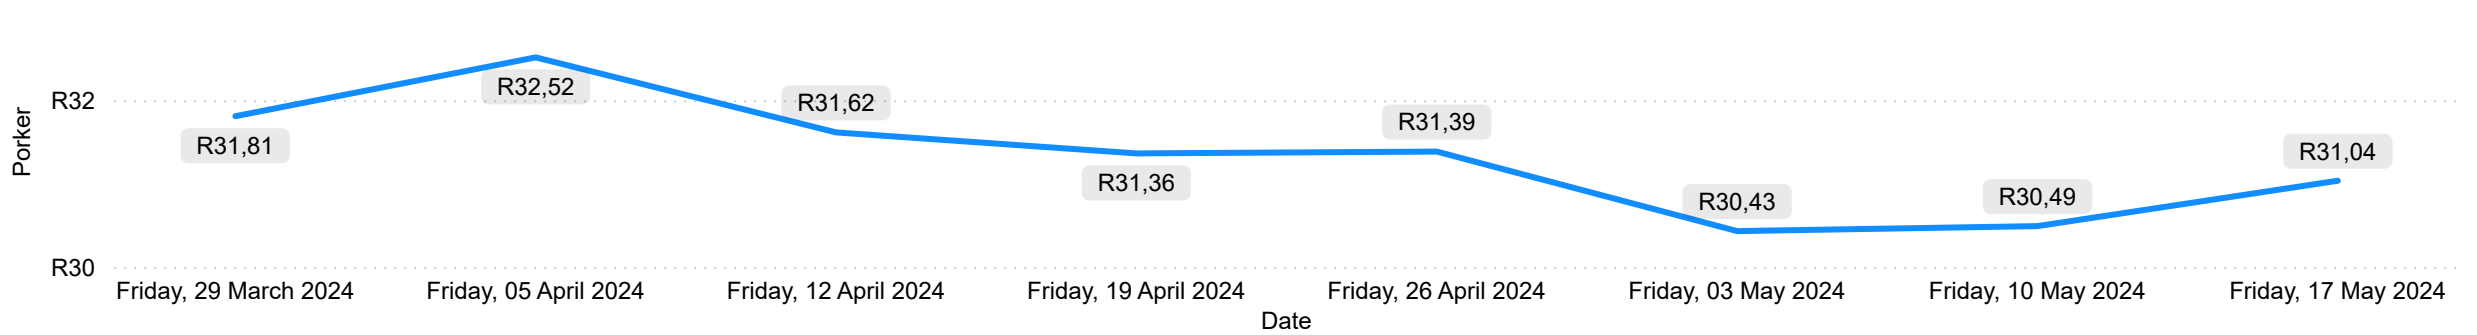 Porker
R32
R30
R31,81
R32,52
R31,62
R31,36
R31,39
R30,43
R30,49
R31,04
Friday, 29 March 2024
Friday, 05 April 2024
Friday, 12 April 2024
Friday, 19 April 2024
Friday, 26 April 2024
Friday, 03 May 2024
Friday, 10 May 2024
Friday, 17 May 2024
Date